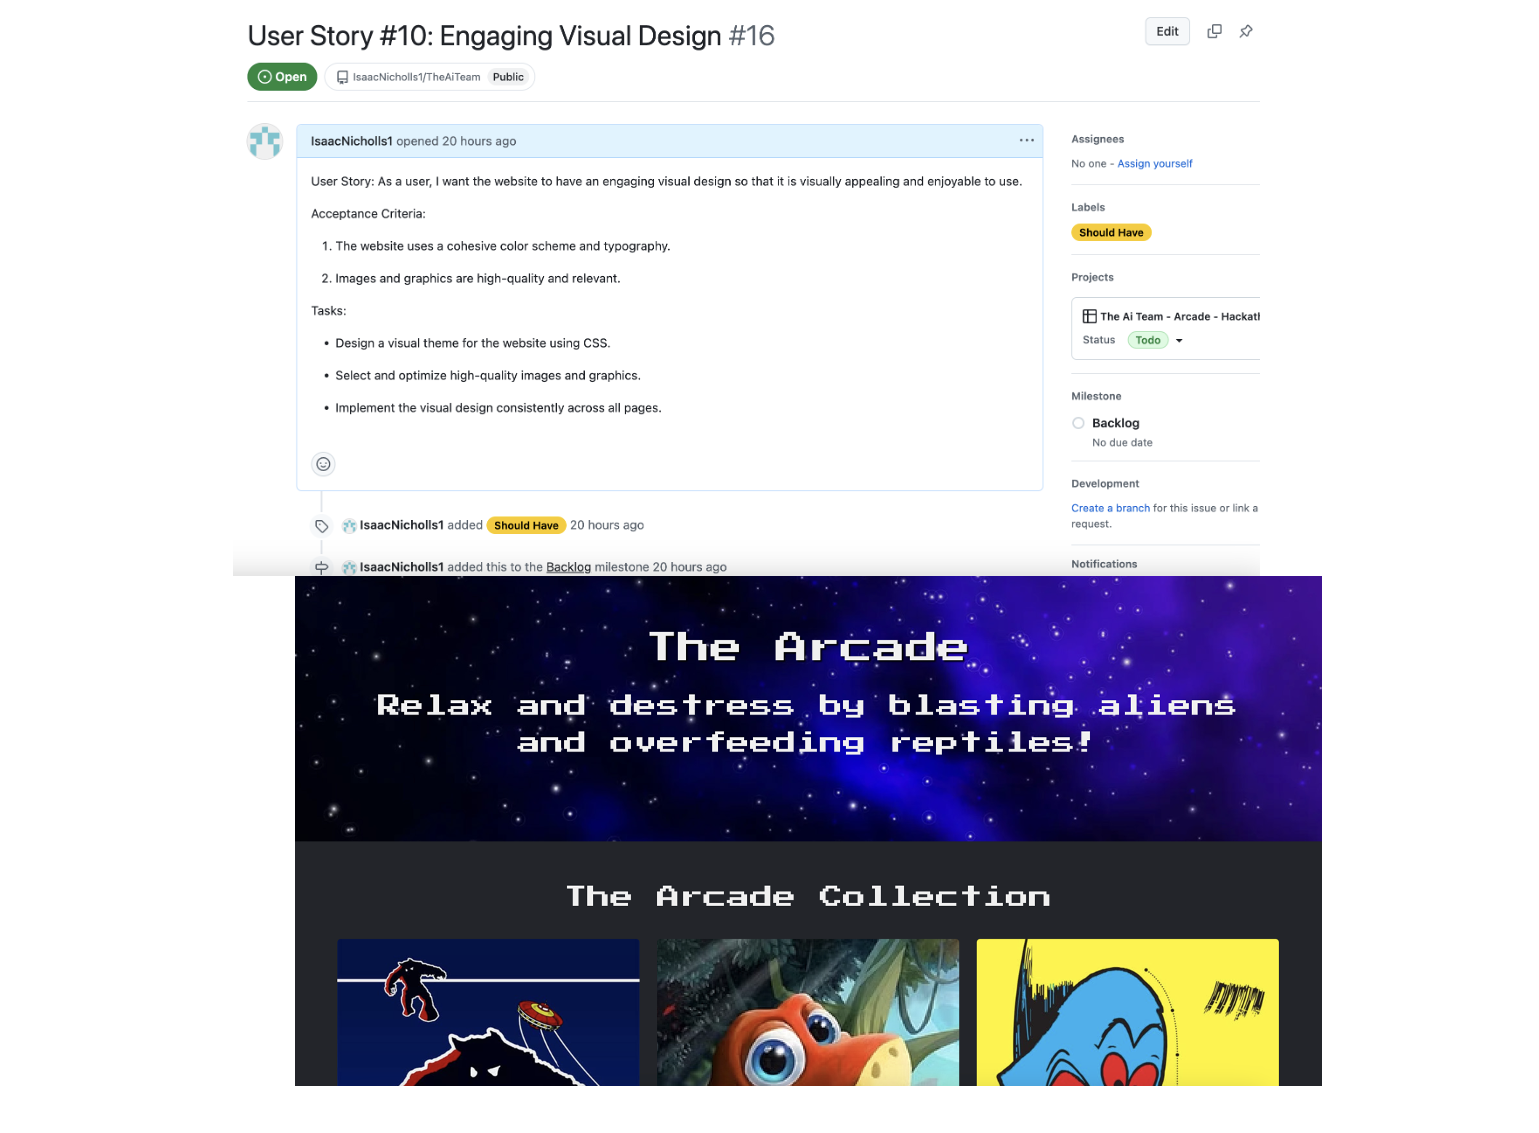 User Story #10: Engaging Visual Design #16
Edit
Open
IsaacNicholls1/TheAiTeam Public
IsaacNicholls1 opened 20 hours ago
User Story: As a user, I want the website to have an engaging visual design so that it is visually appealing and enjoyable to use.
Acceptance Criteria:
1. The website uses a cohesive color scheme and typography.
2. Images and graphics are high-quality and relevant.
Tasks:
• Design a visual theme for the website using CSS.
• Select and optimize high-quality images and graphics.
• Implement the visual design consistently across all pages.
IsaacNicholls1 added Should Have 20 hours ago
IsaacNicholls1 added this to the Backlog milestone 20 hours ago
Assignees
No one - Assign yourself
Labels
Should Have
Projects
The Ai Team - Arcade - Hackath
Status Todo
Milestone
Backlog
No due date
Development
Create a branch for this issue or link a
request.
Notifications
The Arcade
Relax and destress by blasting aliens
and overfeeding reptiles!
The Arcade Collection